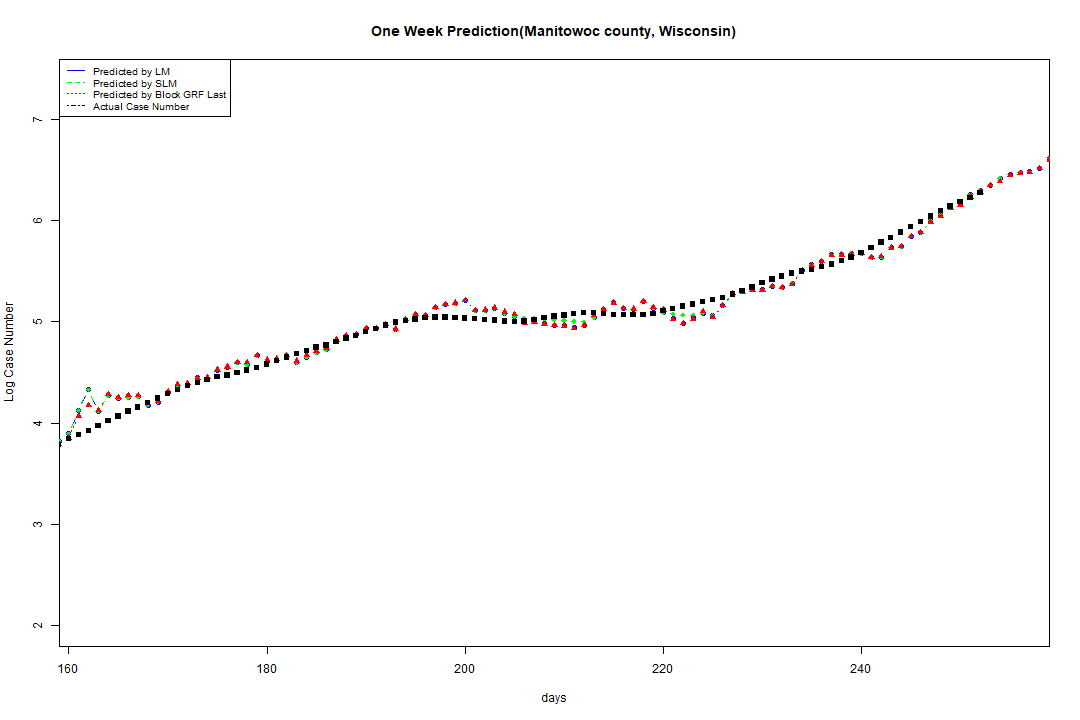 One Week Prediction(Manitowoc county, Wisconsin)
Predicted by LM
Predicted by SLM
Predicted by Block GRF Last
Actual Case Number
7
6
5
4
3
2
Log Case Number
160 180 200 220 240
days